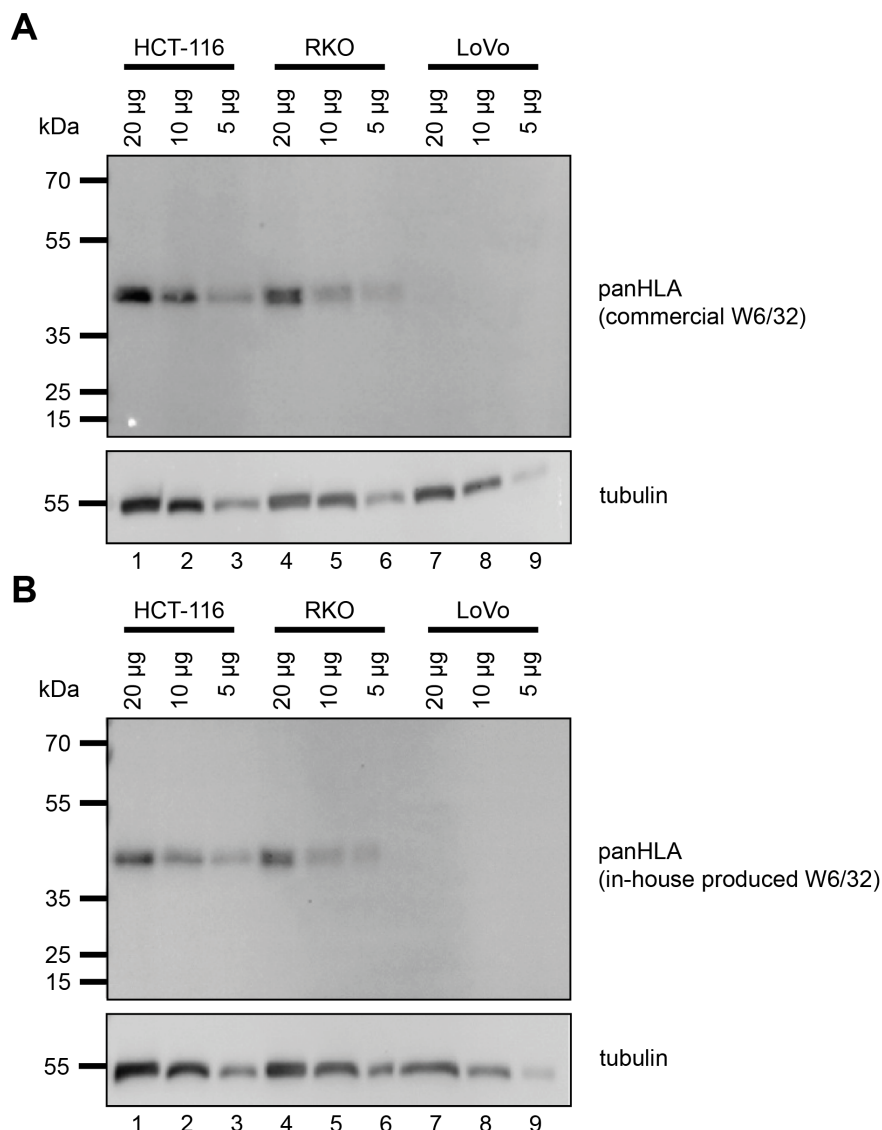 A
HCT-116 RKO LoVo
kDa 20 µg 10 µg 5 µg 20 µg 10 µg 5 µg 20 µg 10 µg 5 µg
70
55
panHLA
(commercial W6/32)
35
25
15
55 tubulin
1 2 3 4 5 6 7 8 9
B
HCT-116 RKO LoVo
kDa 20 µg 10 µg 5 µg 20 µg 10 µg 5 µg 20 µg 10 µg 5 µg
70
55
panHLA
(in-house produced W6/32)
35
25
15
55 tubulin
1 2 3 4 5 6 7 8 9